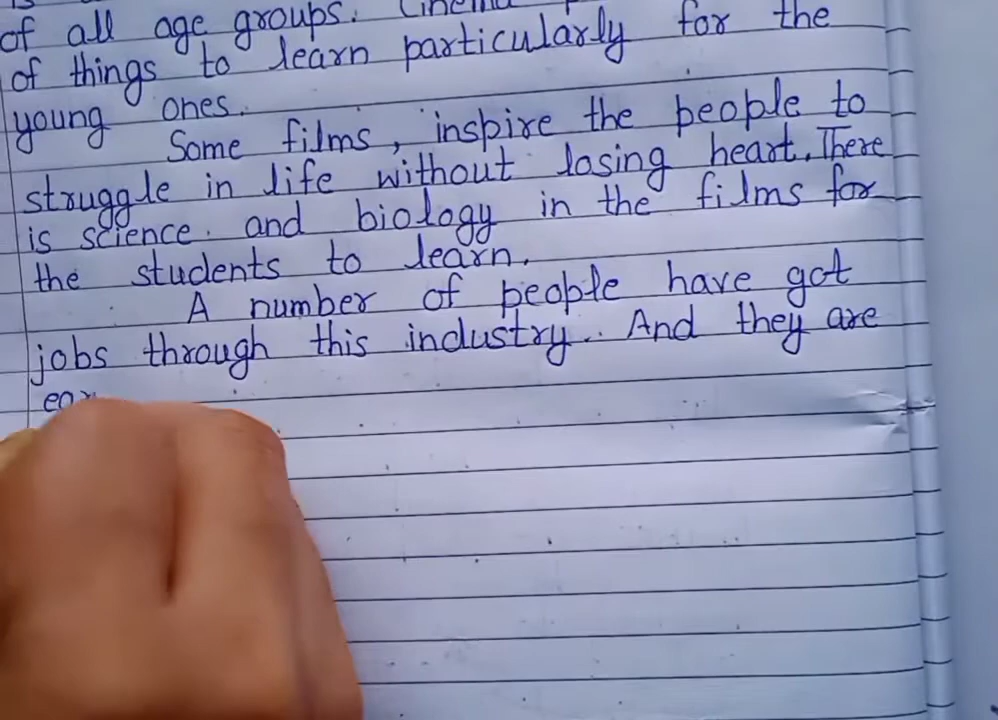 of all age groups. Cinema
of things to learn particularly for the
young ones.
Some films, inspire the people to
struggle in life without losing heart. There
is science. and biology in the films for
the students to learn.
A number of people have got
jobs through this industry. And they are